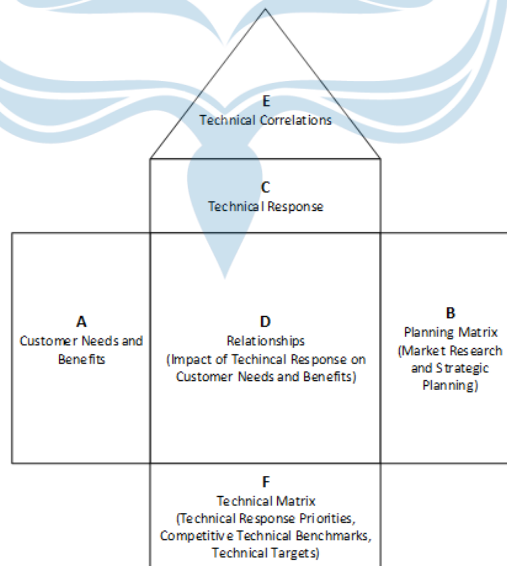 E
Technical Correlations
C
Technical Response
A
Customer Needs and
Benefits
D
Relationships
(Impact of Techincal Response on
Customer Needs and Benefits)
B
Planning Matrix
(Market Research
and Strategic
Planning)
F
Technical Matrix
(Technical Response Priorities,
Competitive Technical Benchmarks,
Technical Targets)